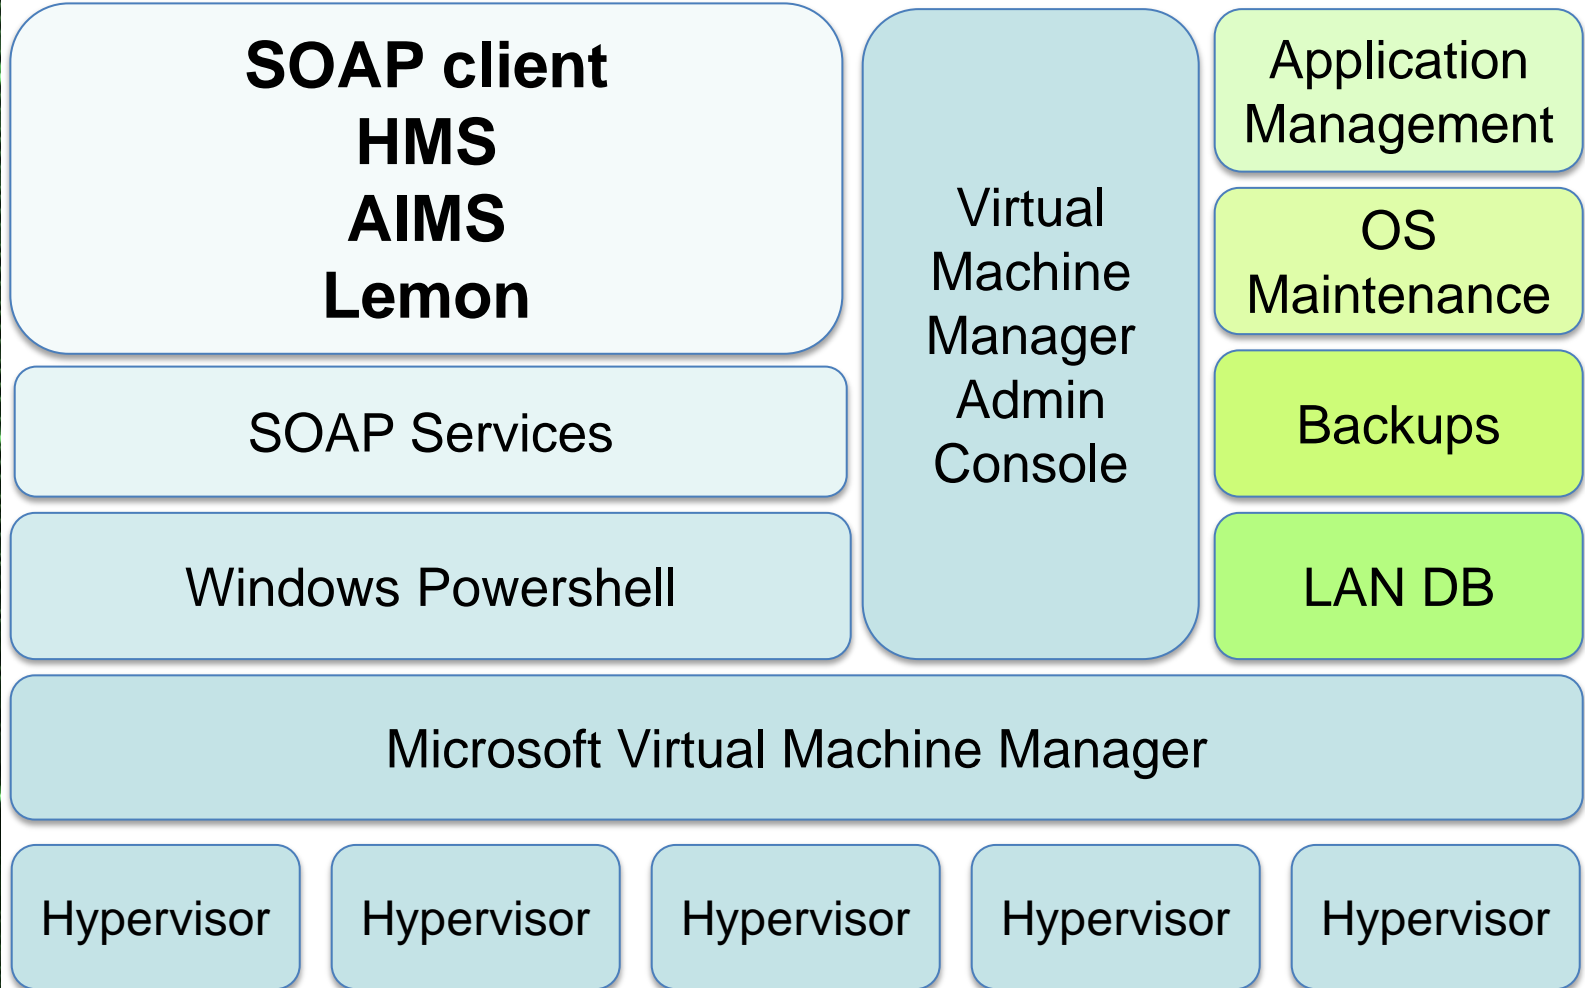 SOAP client
HMS
AIMS
Lemon
SOAP Services
Windows Powershell
Virtual
Machine
Manager
Admin
Console
Application
Management
OS
Maintenance
Backups
LAN DB
Microsoft Virtual Machine Manager
Hypervisor
Hypervisor
Hypervisor
Hypervisor
Hypervisor